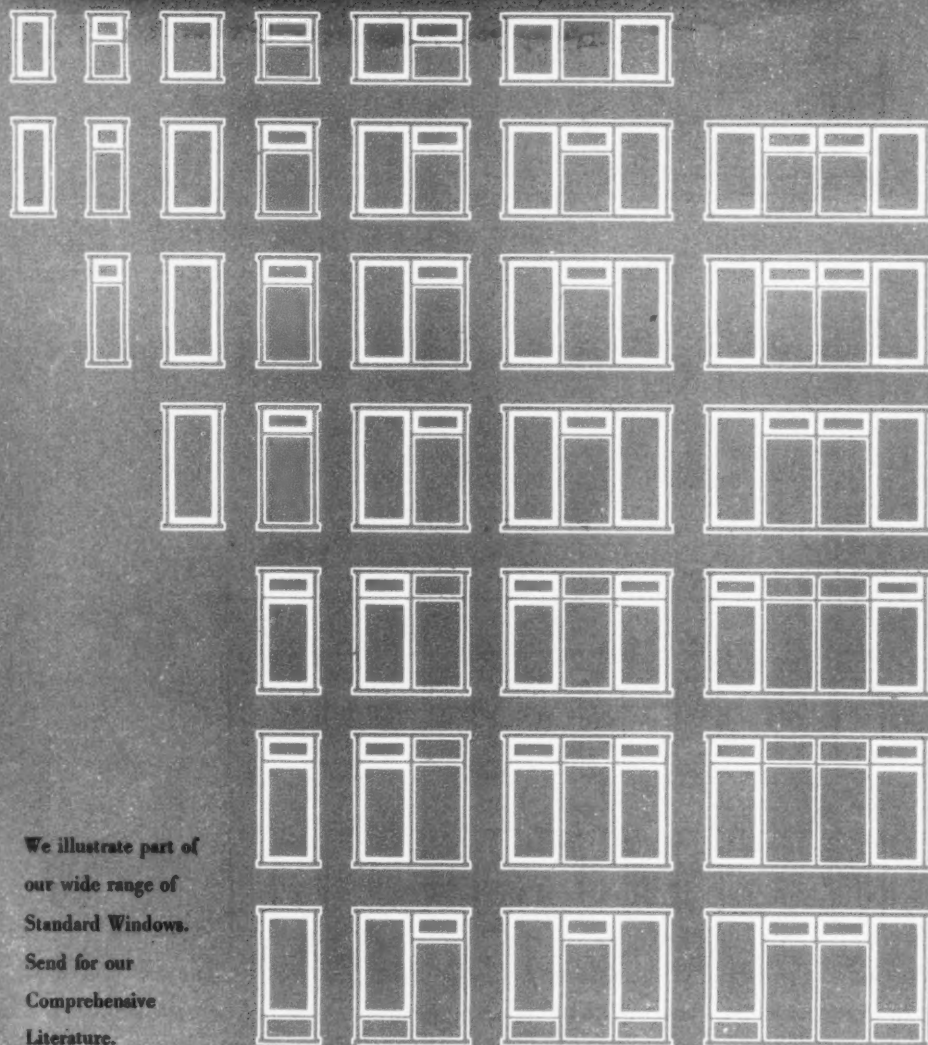 We illustrate part of
our wide range of
Standard Windows.
Send for our
Comprehensive
Literature.